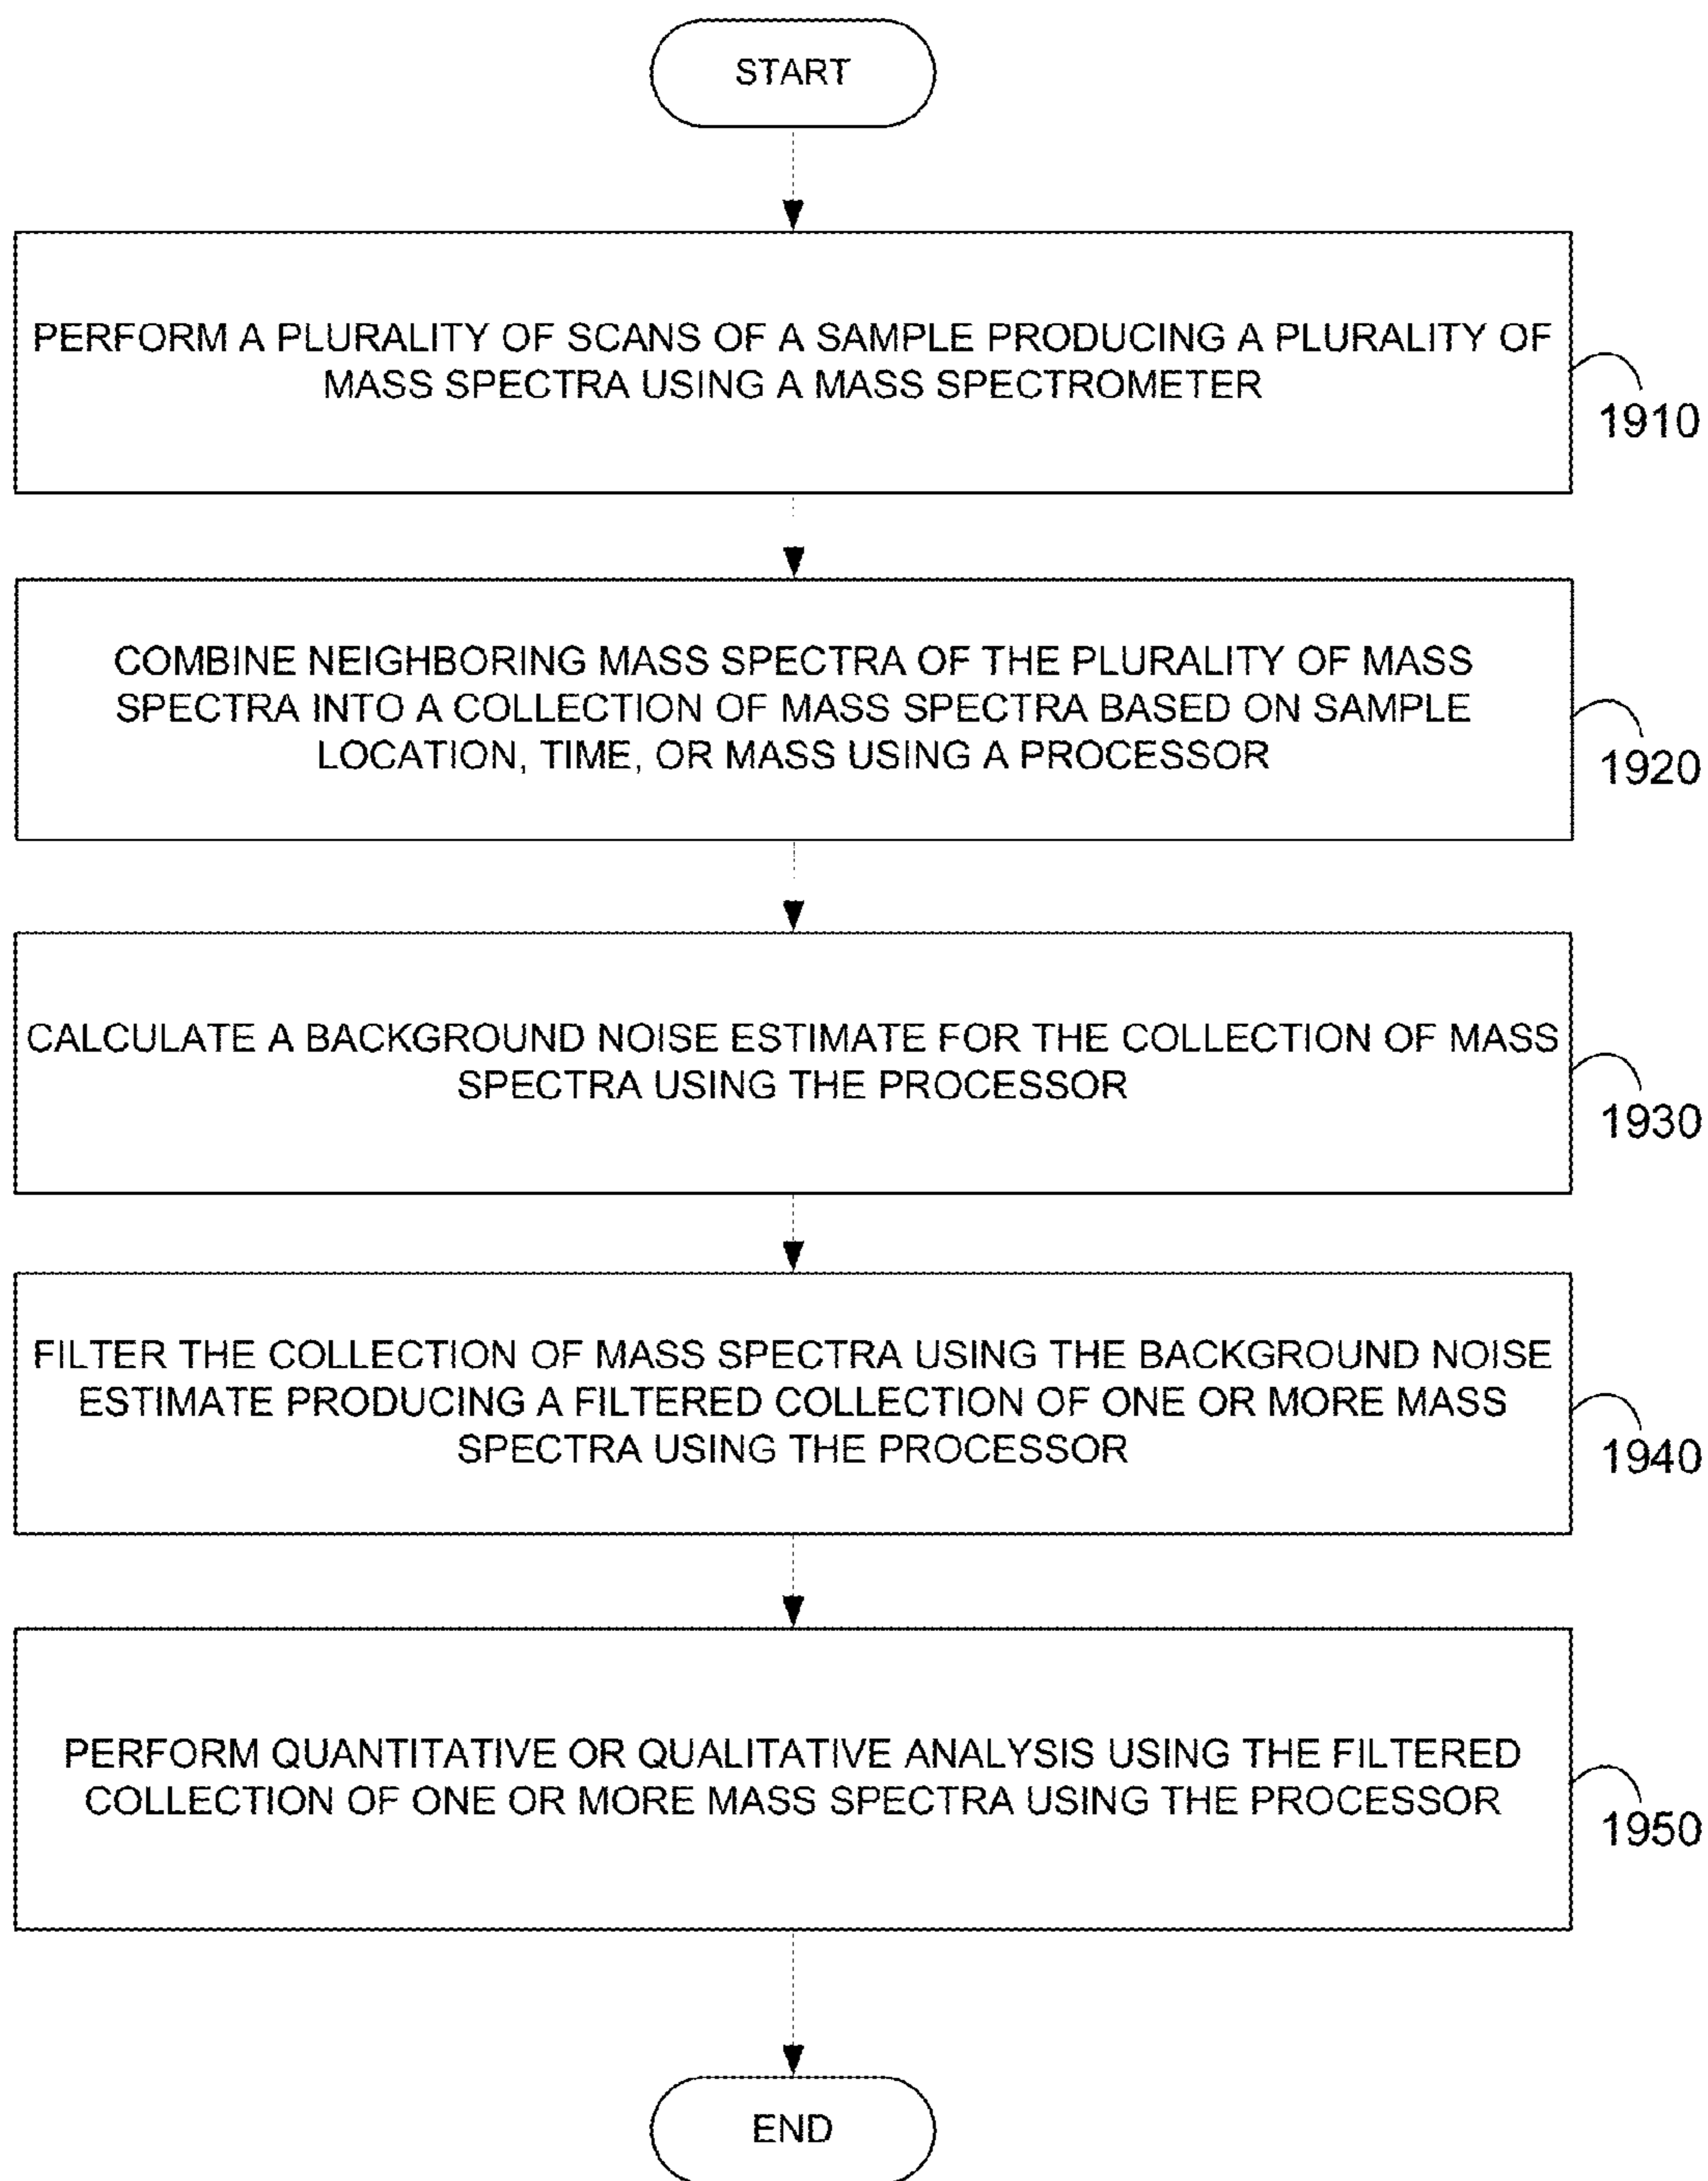 START
PERFORM A PLURALITY OF SCANS OF A SAMPLE PRODUCING A PLURALITY OF
MASS SPECTRA USING A MASS SPECTROMETER
1910
COMBINE NEIGHBORING MASS SPECTRA OF THE PLURALITY OF MASS
SPECTRA INTO A COLLECTION OF MASS SPECTRA BASED ON SAMPLE
LOCATION, TIME, OR MASS USING A PROCESSOR
1920
CALCULATE A BACKGROUND NOISE ESTIMATE FOR THE COLLECTION OF MASS
SPECTRA USING THE PROCESSOR
1930
FILTER THE COLLECTION OF MASS SPECTRA USING THE BACKGROUND NOISE
ESTIMATE PRODUCING A FILTERED COLLECTION OF ONE OR MORE MASS
SPECTRA USING THE PROCESSOR
1940
PERFORM QUANTITATIVE OR QUALITATIVE ANALYSIS USING THE FILTERED
COLLECTION OF ONE OR MORE MASS SPECTRA USING THE PROCESSOR
1950
END